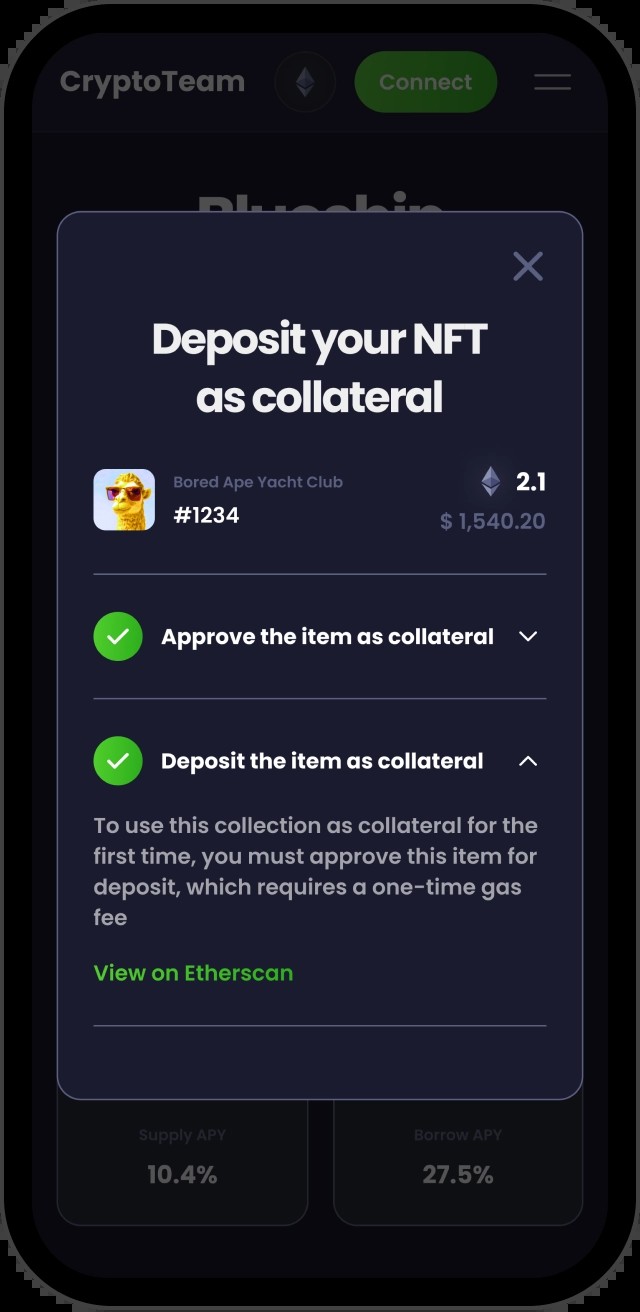 CryptoTeam
Connect
Bluechip
Deposit your NFT
as collateral
Bored Ape Yacht Club
2.1
#1234
$ 1,540.20
Approve the item as collateral
Deposit the item as collateral
To use this collection as collateral for the
first time, you must approve this item for
deposit, which requires a one-time gas
fee
View on Etherscan
Supply APY
Borrow APY
10.4%
27.5%